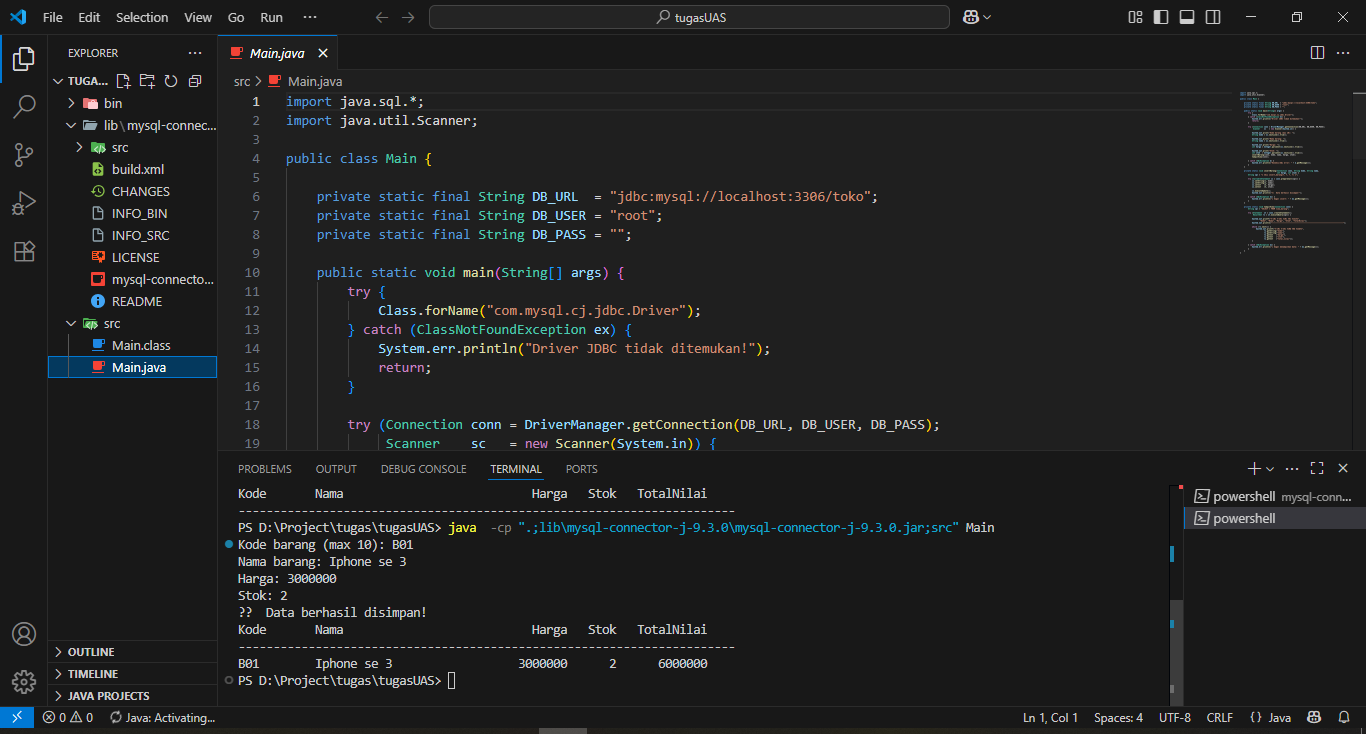 File Edit Selection View Go Run ··· tugasUAS
EXPLORER ···
TUGA...
bin
lib\mysql-connec...
src
build.xml
CHANGES
INFO_BIN
INFO_SRC
LICENSE
mysql-connecto...
README
src
Main.class
Main.java
OUTLINE
TIMELINE
JAVA PROJECTS
Main.java
src > Main.java
1 import java.sql.*;
2 import java.util.Scanner;
3
4 public class Main {
5
6 private static final String DB_URL  = "jdbc:mysql://localhost:3306/toko";
7 private static final String DB_USER = "root";
8 private static final String DB_PASS = "";
9
10 public static void main(String[] args) {
11 try {
12 Class.forName("com.mysql.cj.jdbc.Driver");
13 } catch (ClassNotFoundException ex) {
14 System.err.println("Driver JDBC tidak ditemukan!");
15 return;
16 }
17
18 try (Connection conn = DriverManager.getConnection(DB_URL, DB_USER, DB_PASS);
19 Scanner    sc   = new Scanner(System.in)) {
PROBLEMS OUTPUT DEBUG CONSOLE TERMINAL PORTS
Kode Nama Harga Stok TotalNilai
-----------------------------------------------------------------
PS D:\Project\tugas\tugasUAS> java  -cp ".;lib\mysql-connector-j-9.3.0\mysql-connector-j-9.3.0.jar;src" Main
Kode barang (max 10): B01
Nama barang: Iphone se 3
Harga: 3000000
Stok: 2
??  Data berhasil disimpan!
Kode Nama Harga Stok TotalNilai
-----------------------------------------------------------------
B01 Iphone se 3 3000000 2 6000000
PS D:\Project\tugas\tugasUAS>
powershell mysql-conn...
powershell
0 0 Java: Activating...
Ln 1, Col 1 Spaces: 4 UTF-8 CRLF {} Java